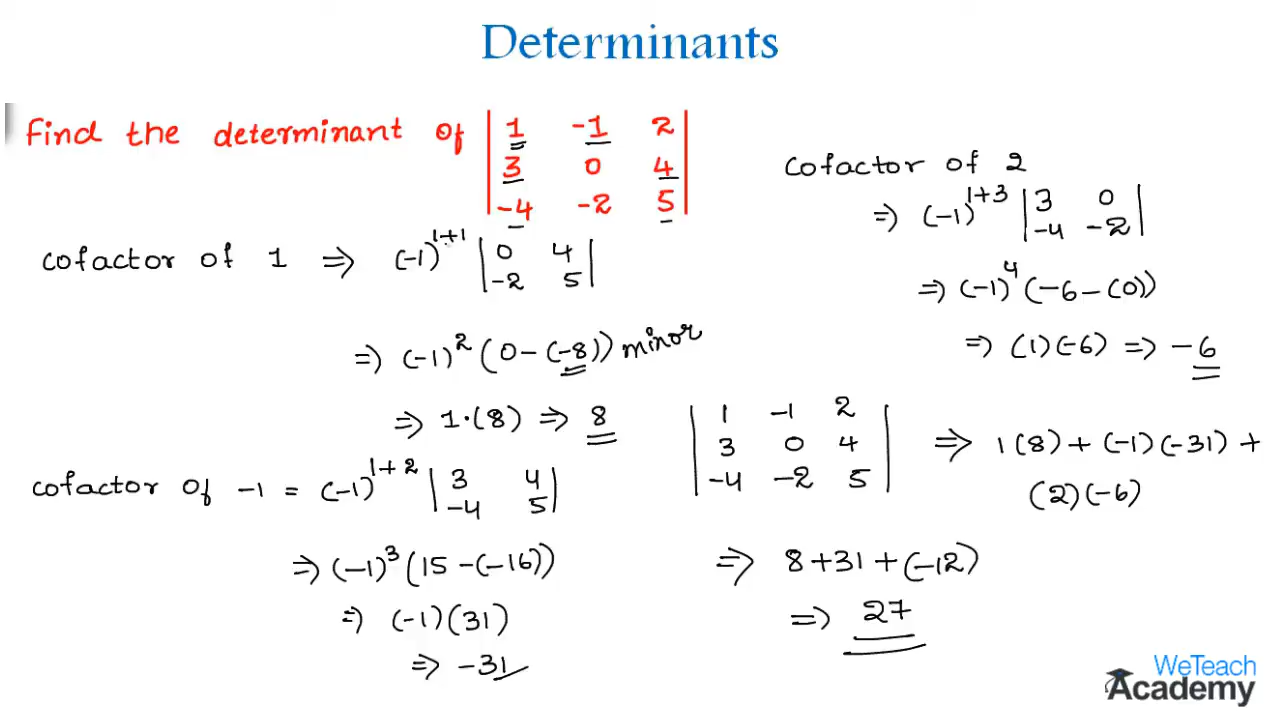 Determinants
Find the determinant of | 1 -1 2 |
| 3 0 4 |
| -4 -2 5 |
cofactor of 1 ⇒ (-1)^1+1 | 0 4 |
| -2 5 |
⇒ (-1)^2 (0-(-8)) minor
⇒ 1·(8) ⇒ 8
cofactor of -1 = (-1)^1+2 | 3 4 |
| -4 5 |
⇒ (-1)^3 (15-(-16))
⇒ (-1)(31)
⇒ -31
cofactor of 2
⇒ (-1)^1+3 | 3 0 |
| -4 -2 |
⇒ (-1)^4 (-6-(0))
⇒ (1)(-6) ⇒ -6
| 1 -1 2 |
| 3 0 4 | ⇒ 1(8) + (-1)(-31) +
| -4 -2 5 | (2)(-6)
⇒ 8+31+(-12)
⇒ 27
WeTeach
Academy